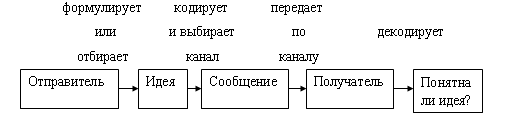 формулирует кодирует передает
или и выбирает по декодирует
отбирает канал каналу
Отправитель Идея Сообщение Получатель Понятна
ли идея?